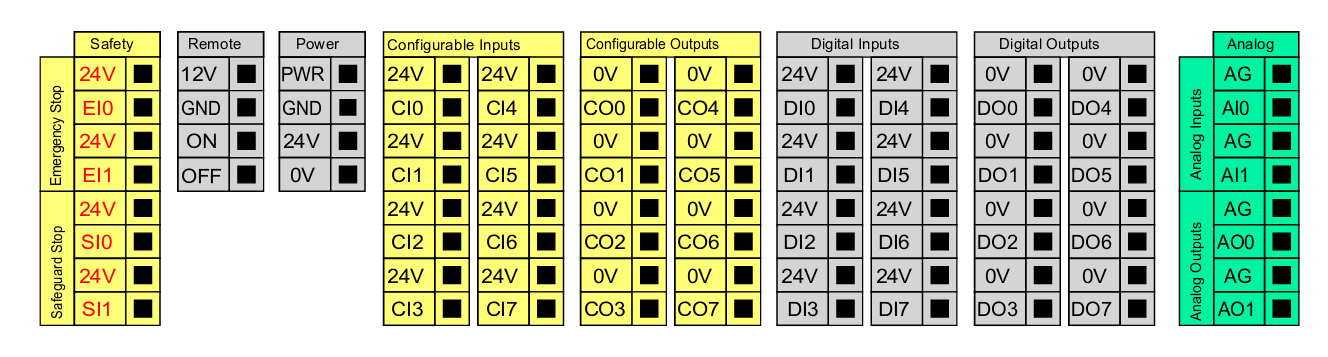 Safety
Emergency Stop
24V
EI0
24V
EI1
Safeguard Stop
24V
SI0
24V
SI1
Remote
12V
GND
ON
OFF
Power
PWR
GND
24V
0V
Configurable Inputs
24V 24V
CI0 CI4
24V 24V
CI1 CI5
24V 24V
CI2 CI6
24V 24V
CI3 CI7
Configurable Outputs
0V 0V
CO0 CO4
0V 0V
CO1 CO5
0V 0V
CO2 CO6
0V 0V
CO3 CO7
Digital Inputs
24V 24V
DI0 DI4
24V 24V
DI1 DI5
24V 24V
DI2 DI6
24V 24V
DI3 DI7
Digital Outputs
0V 0V
DO0 DO4
0V 0V
DO1 DO5
0V 0V
DO2 DO6
0V 0V
DO3 DO7
Analog
Analog Inputs
AG
AI0
AG
AI1
Analog Outputs
AG
AO0
AG
AO1